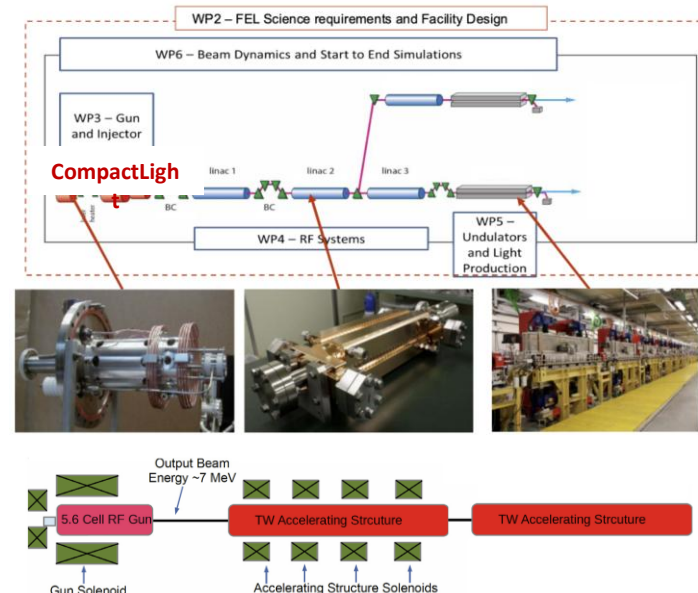 WP2 – FEL Science requirements and Facility Design
WP6 – Beam Dynamics and Start to End Simulations
WP3 – Gun
and Injector
CompactLigh
t
linac 1
linac 2
linac 3
BC
BC
WP4 – RF Systems
WP5 –
Undulators
and Light
Production
Output Beam
Energy ~7 MeV
5.6 Cell RF Gun
TW Accelerating Strcuture
TW Accelerating Strcuture
Gun Solenoid
Accelerating Structure Solenoids